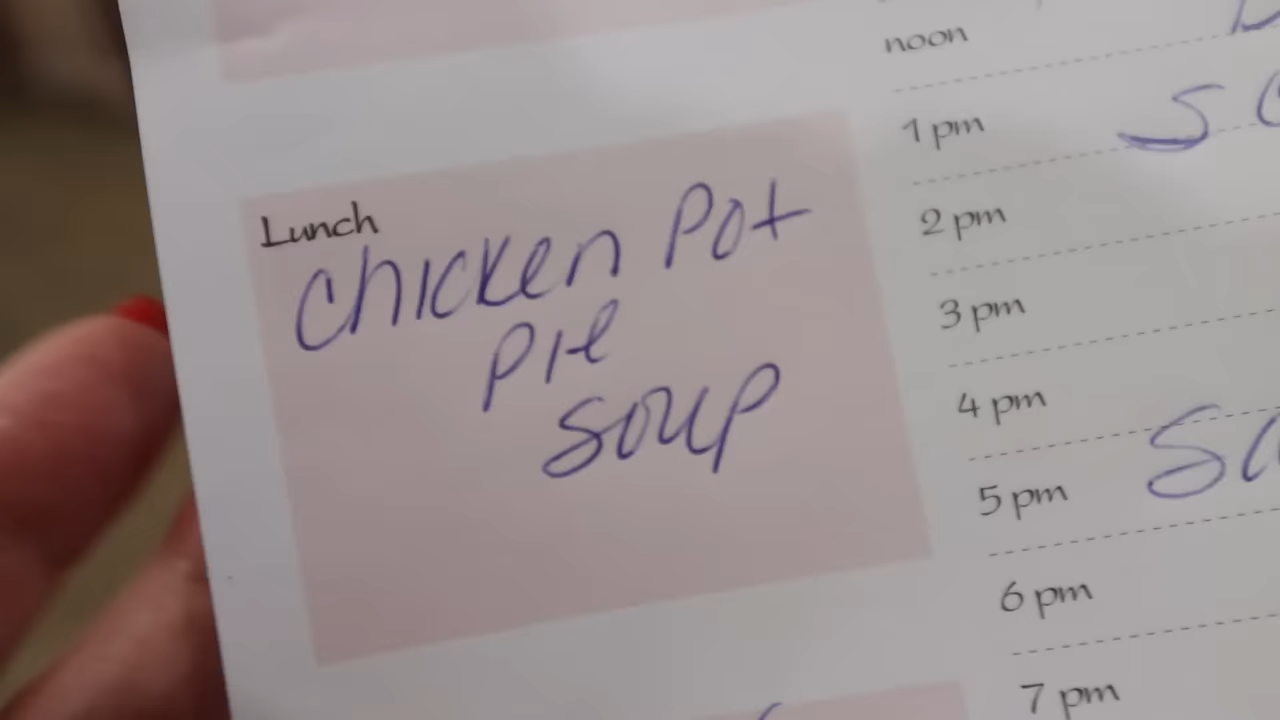 Lunch
Chicken Pot
Pie
Soup
noon
1 pm
2 pm
3 pm
4 pm
5 pm
6 pm
7 pm